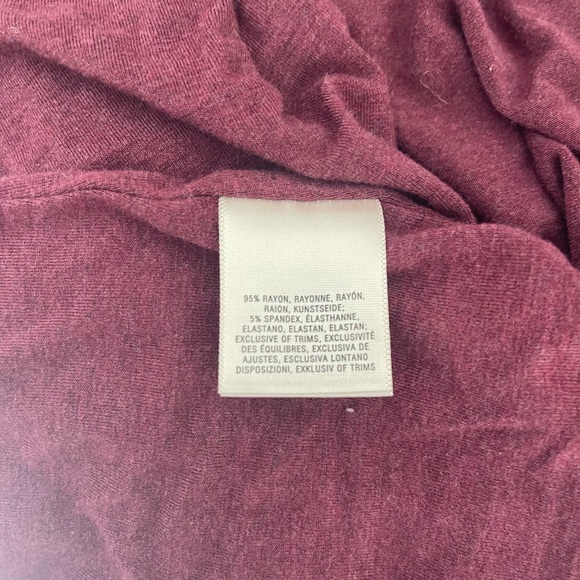 95% RAYON, RAYONNE, RAYÓN,
RAION, KUNSTSEIDE;
5% SPANDEX, ÉLASTHANNE,
ELASTANO, ELASTAN, ELASTAN;
EXCLUSIVE OF TRIMS, EXCLUSIVITÉ
DES ÉQUILIBRES, EXCLUSIVA DE
AJUSTES, ESCLUSIVA LONTANO
DISPOSIZIONI, EXKLUSIV OF TRIMS